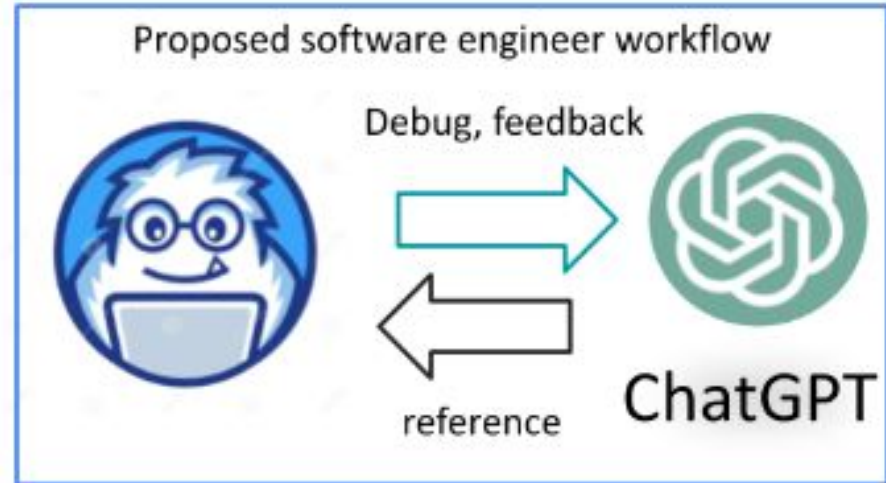 Proposed software engineer workflow
Debug, feedback
reference
ChatGPT